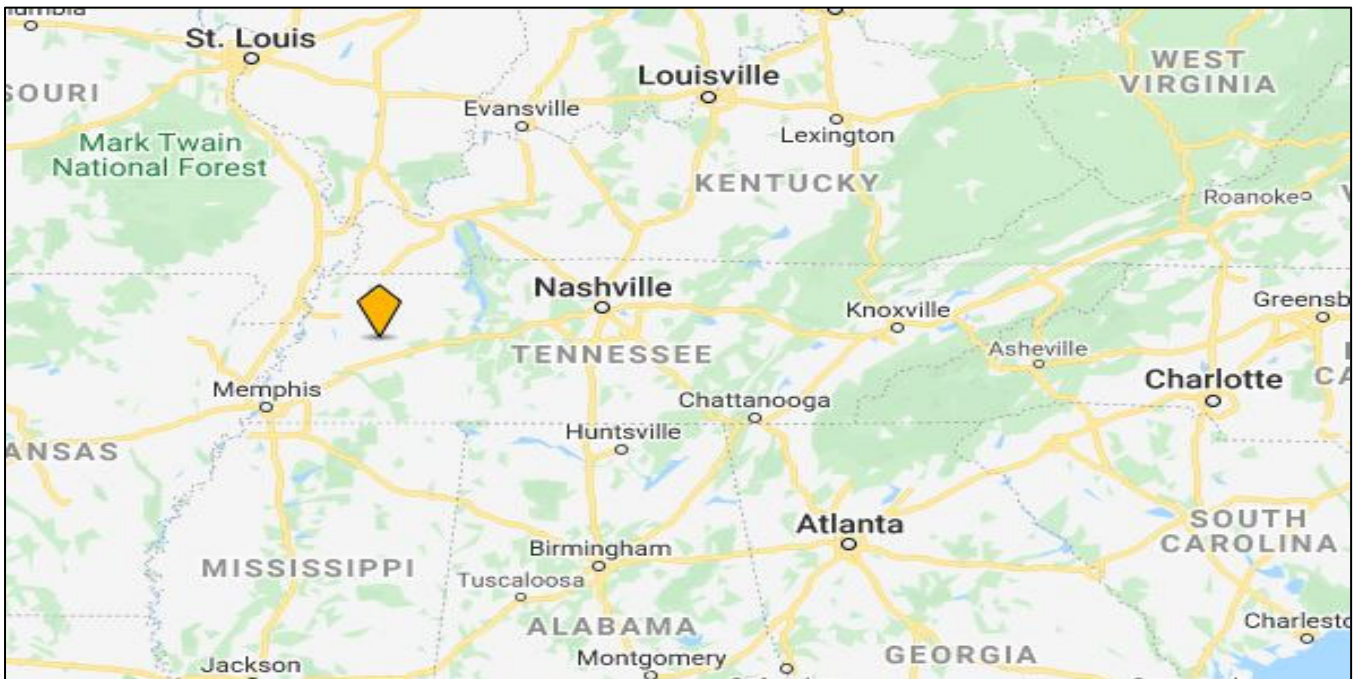 St. Louis
SOURI
Mark Twain
National Forest
Evansville
Louisville
Lexington
WEST
VIRGINIA
KENTUCKY
Roanoke
Nashville
TENNESSEE
Knoxville
Greensb
Asheville
Charlotte
CA
Memphis
Chattanooga
Huntsville
ANSAS
Atlanta
SOUTH
CAROLINA
Birmingham
MISSISSIPPI
Tuscaloosa
ALABAMA
Charlesto
Jackson
Montgomery
GEORGIA